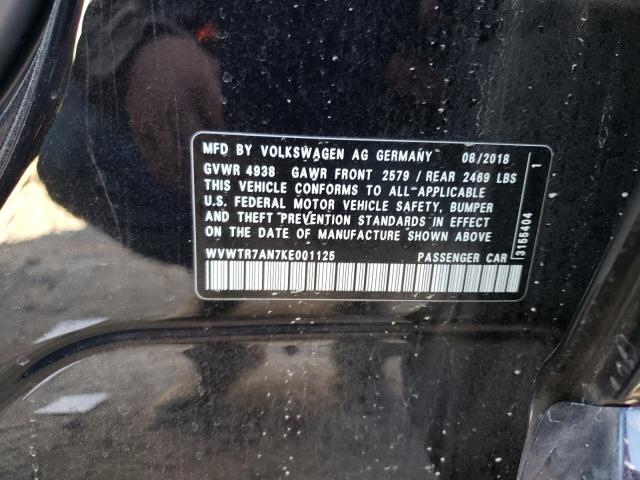 MFD BY VOLKSWAGEN AG GERMANY 08/2018
GVWR 4938 GAWR FRONT 2579 / REAR 2469 LBS
THIS VEHICLE CONFORMS TO ALL APPLICABLE
U.S. FEDERAL MOTOR VEHICLE SAFETY, BUMPER
AND THEFT PREVENTION STANDARDS IN EFFECT
ON THE DATE OF MANUFACTURE SHOWN ABOVE
WVWTR7AN7KE001125 PASSENGER CAR
3155404 1